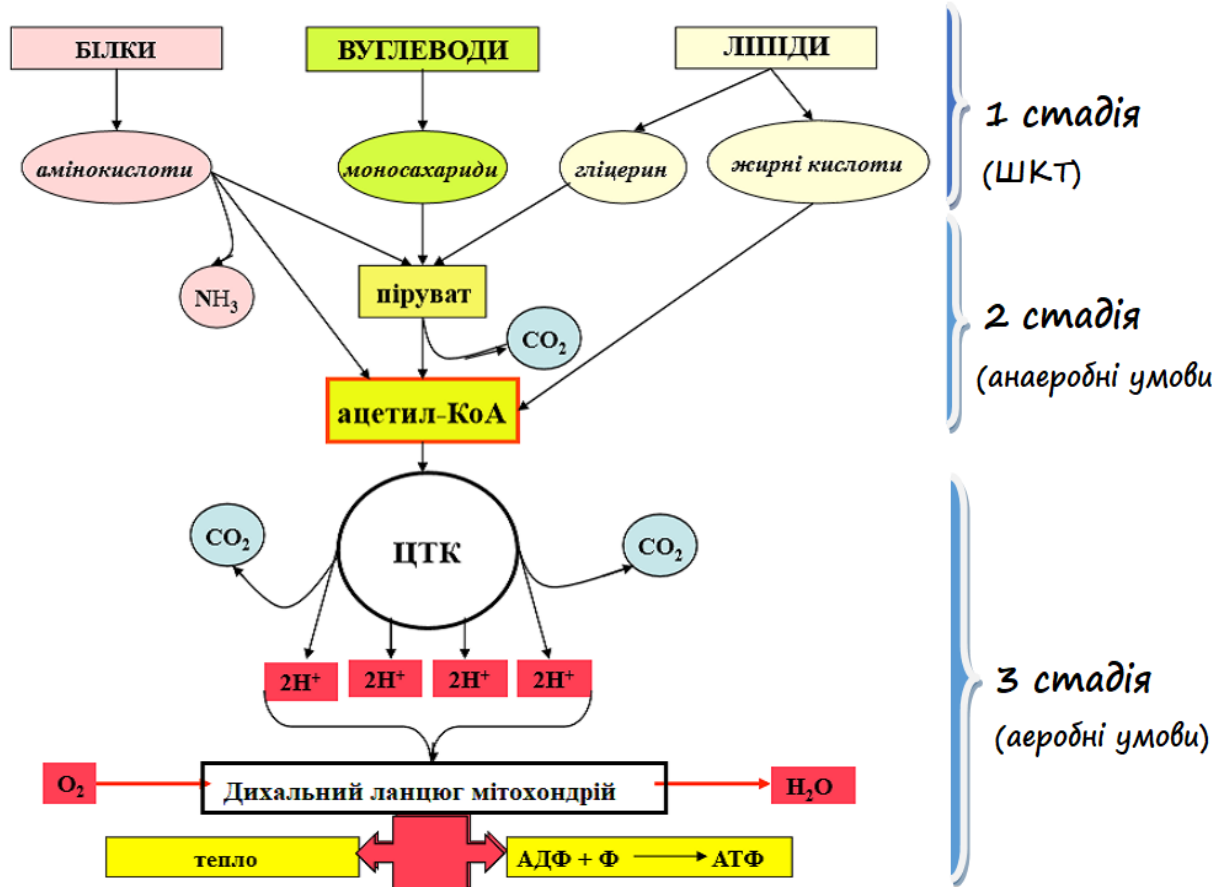 БІЛКИ
ВУГЛЕВОДИ
ЛІПІДИ
1 стадія
(ШКТ)
амінокислоти
моносахариди
гліцерин
жирні кислоти
NH₃
піруват
CO₂
2 стадія
(анаеробні умови
ацетил-КоА
CO₂
ЦТК
CO₂
2H⁺
2H⁺
2H⁺
2H⁺
3 стадія
(аеробні умови)
O₂
Дихальний ланцюг мітохондрій
H₂O
тепло
АДФ + Ф
АТФ